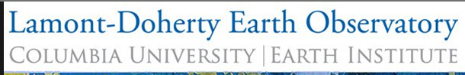 Lamont-Doherty Earth Observatory
COLUMBIA UNIVERSITY | EARTH INSTITUTE